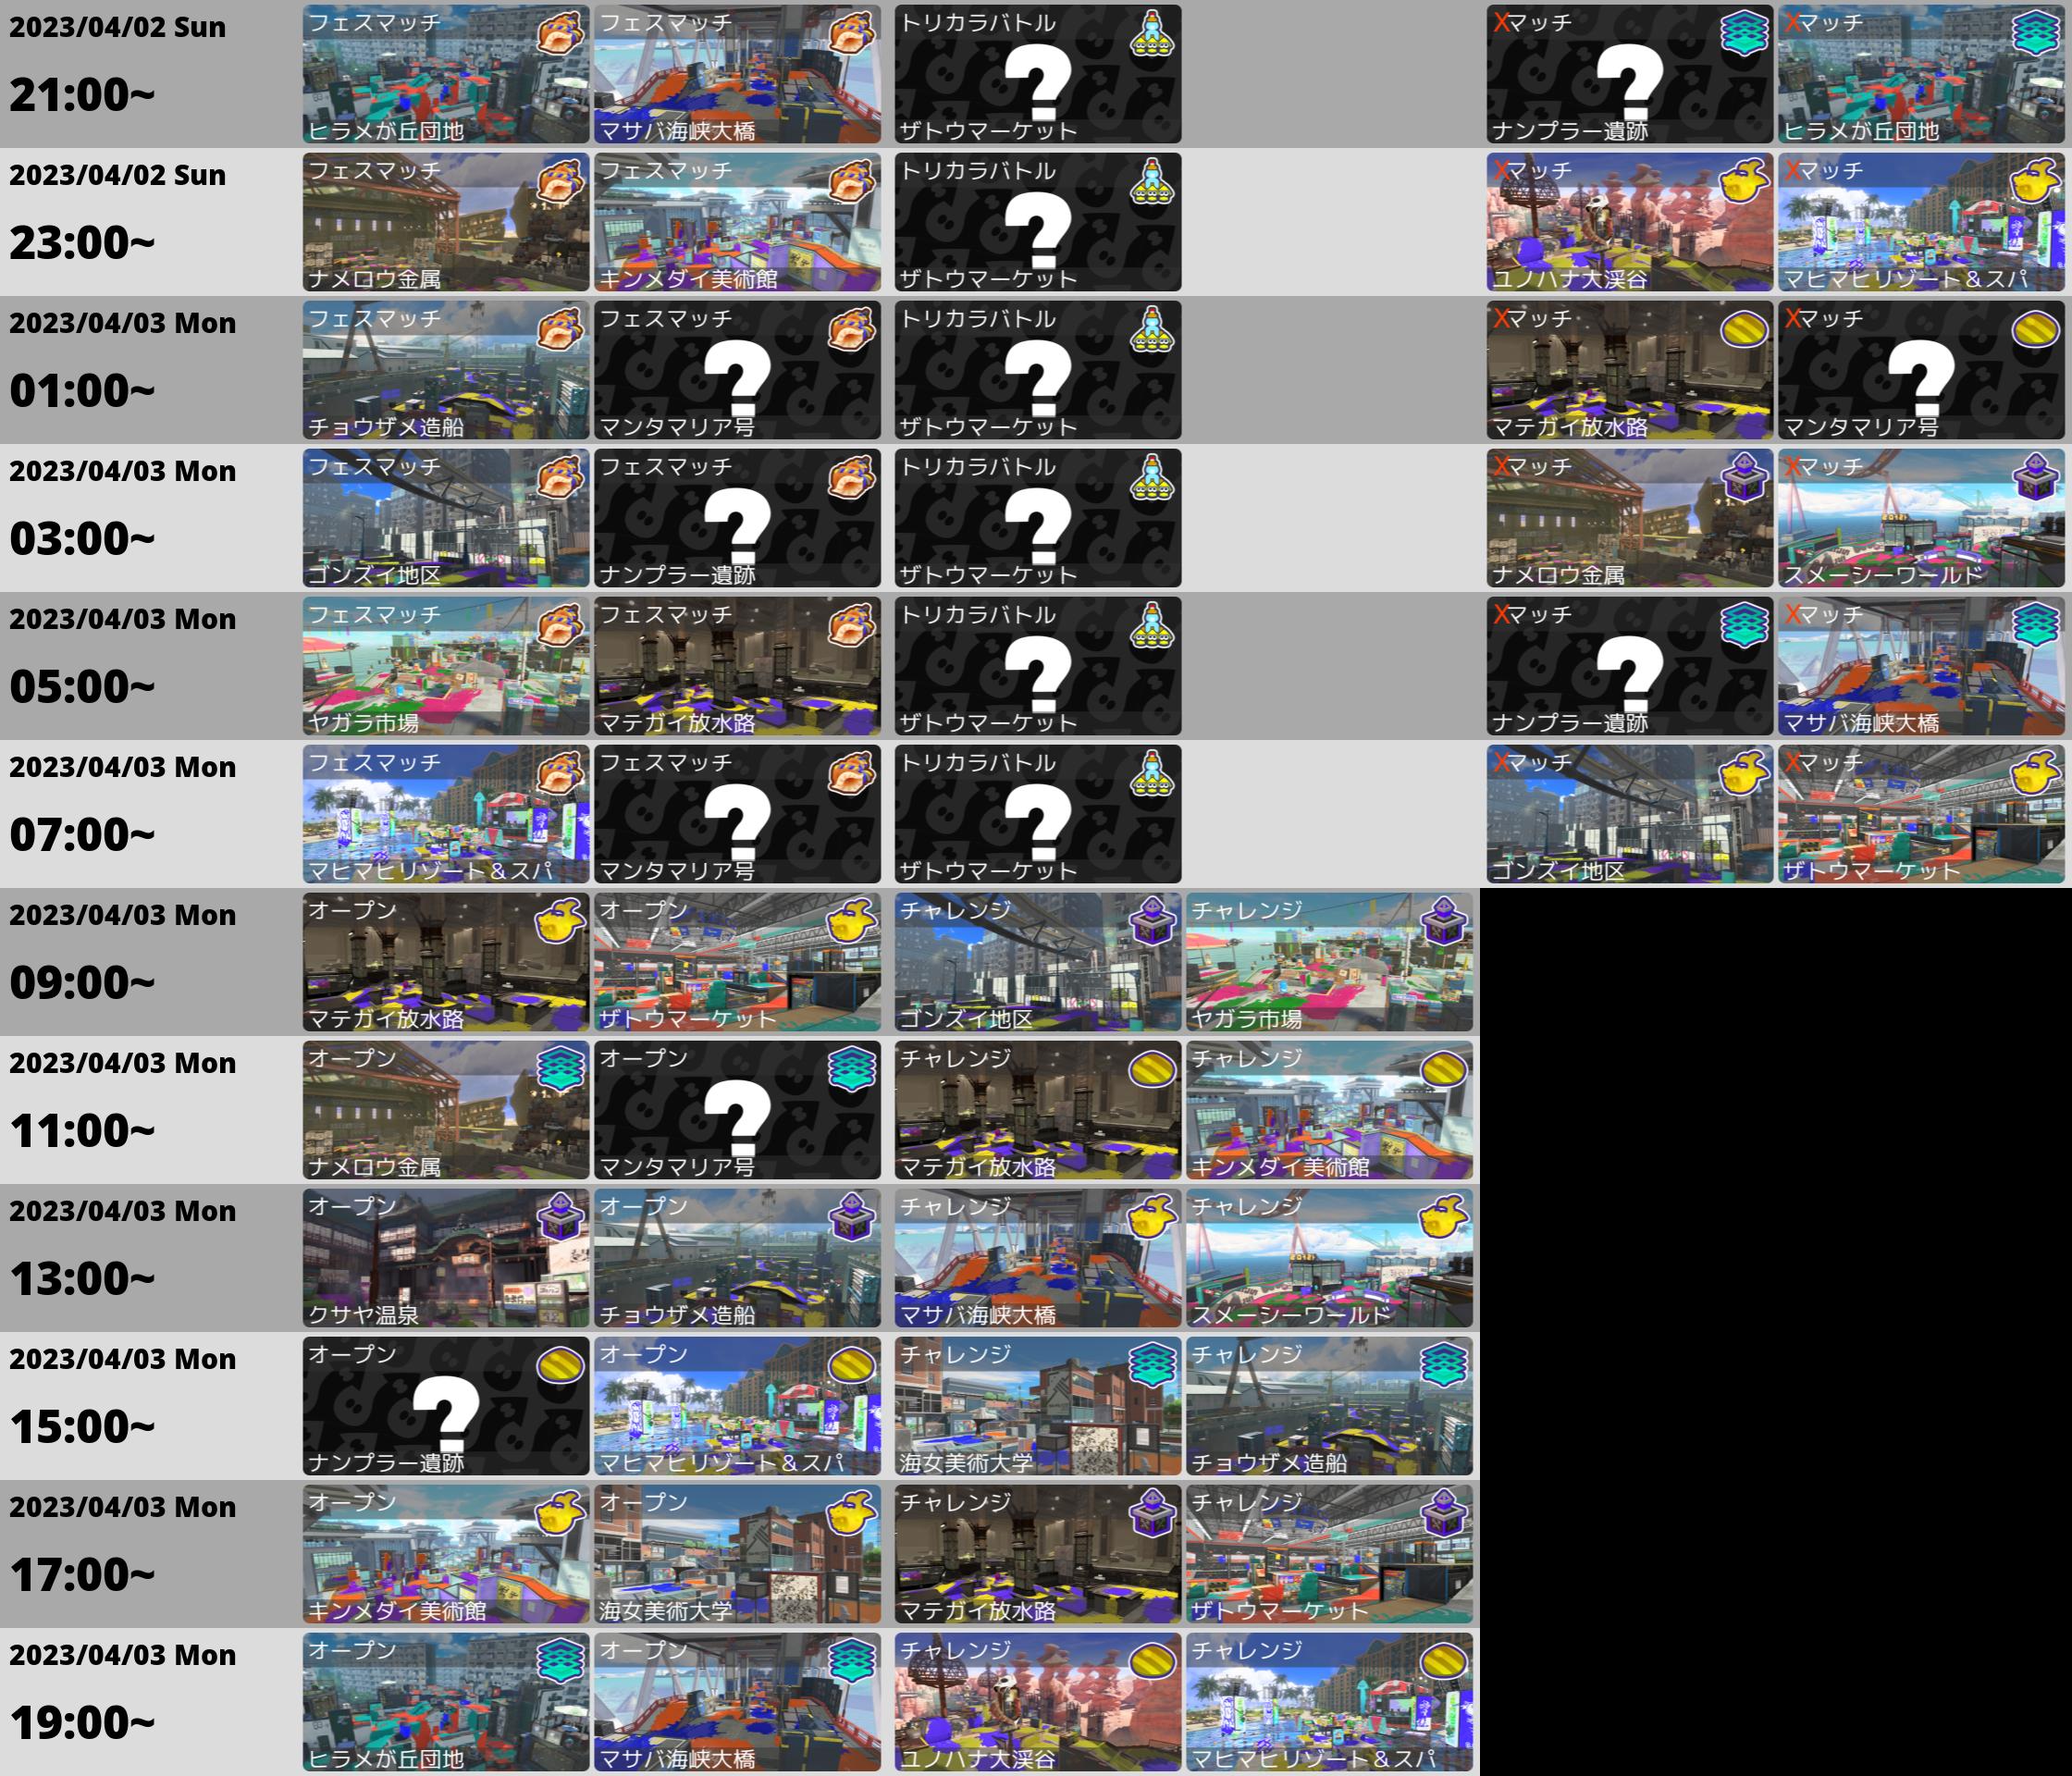 2023/04/02 Sun
21:00~
フェスマッチ
ヒラメが丘団地
フェスマッチ
マサバ海峡大橋
トリカラバトル
ザトウマーケット
Xマッチ
ナンプラー遺跡
Xマッチ
ヒラメが丘団地
2023/04/02 Sun
23:00~
フェスマッチ
ナメロウ金属
フェスマッチ
キンメダイ美術館
トリカラバトル
ザトウマーケット
Xマッチ
ユノハナ大渓谷
Xマッチ
マヒマヒリゾート&スパ
2023/04/03 Mon
01:00~
フェスマッチ
チョウザメ造船
フェスマッチ
マンタマリア号
トリカラバトル
ザトウマーケット
Xマッチ
マテガイ放水路
Xマッチ
マンタマリア号
2023/04/03 Mon
03:00~
フェスマッチ
ゴンズイ地区
フェスマッチ
ナンプラー遺跡
トリカラバトル
ザトウマーケット
Xマッチ
ナメロウ金属
Xマッチ
スメーシーワールド
2023/04/03 Mon
05:00~
フェスマッチ
ヤガラ市場
フェスマッチ
マテガイ放水路
トリカラバトル
ザトウマーケット
Xマッチ
ナンプラー遺跡
Xマッチ
マサバ海峡大橋
2023/04/03 Mon
07:00~
フェスマッチ
マヒマヒリゾート&スパ
フェスマッチ
マンタマリア号
トリカラバトル
ザトウマーケット
Xマッチ
ゴンズイ地区
Xマッチ
ザトウマーケット
2023/04/03 Mon
09:00~
オープン
マテガイ放水路
オープン
ザトウマーケット
チャレンジ
ゴンズイ地区
チャレンジ
ヤガラ市場
2023/04/03 Mon
11:00~
オープン
ナメロウ金属
オープン
マンタマリア号
チャレンジ
マテガイ放水路
チャレンジ
キンメダイ美術館
2023/04/03 Mon
13:00~
オープン
クサヤ温泉
オープン
チョウザメ造船
チャレンジ
マサバ海峡大橋
チャレンジ
スメーシーワールド
2023/04/03 Mon
15:00~
オープン
ナンプラー遺跡
オープン
マヒマヒリゾート&スパ
チャレンジ
海女美術大学
チャレンジ
チョウザメ造船
2023/04/03 Mon
17:00~
オープン
キンメダイ美術館
オープン
海女美術大学
チャレンジ
マテガイ放水路
チャレンジ
ザトウマーケット
2023/04/03 Mon
19:00~
オープン
ヒラメが丘団地
オープン
マサバ海峡大橋
チャレンジ
ユノハナ大渓谷
チャレンジ
マヒマヒリゾート&スパ